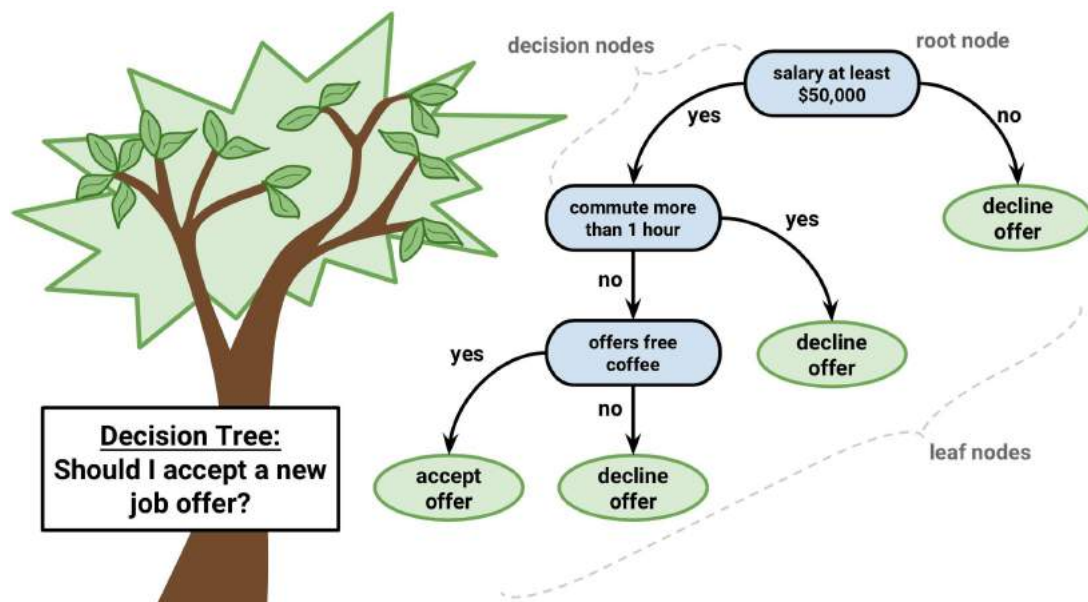 decision nodes
root node
salary at least
$50,000
yes
no
commute more
than 1 hour
yes
decline
offer
no
offers free
coffee
decline
offer
yes
no
Decision Tree:
Should I accept a new
job offer?
accept
offer
decline
offer
leaf nodes